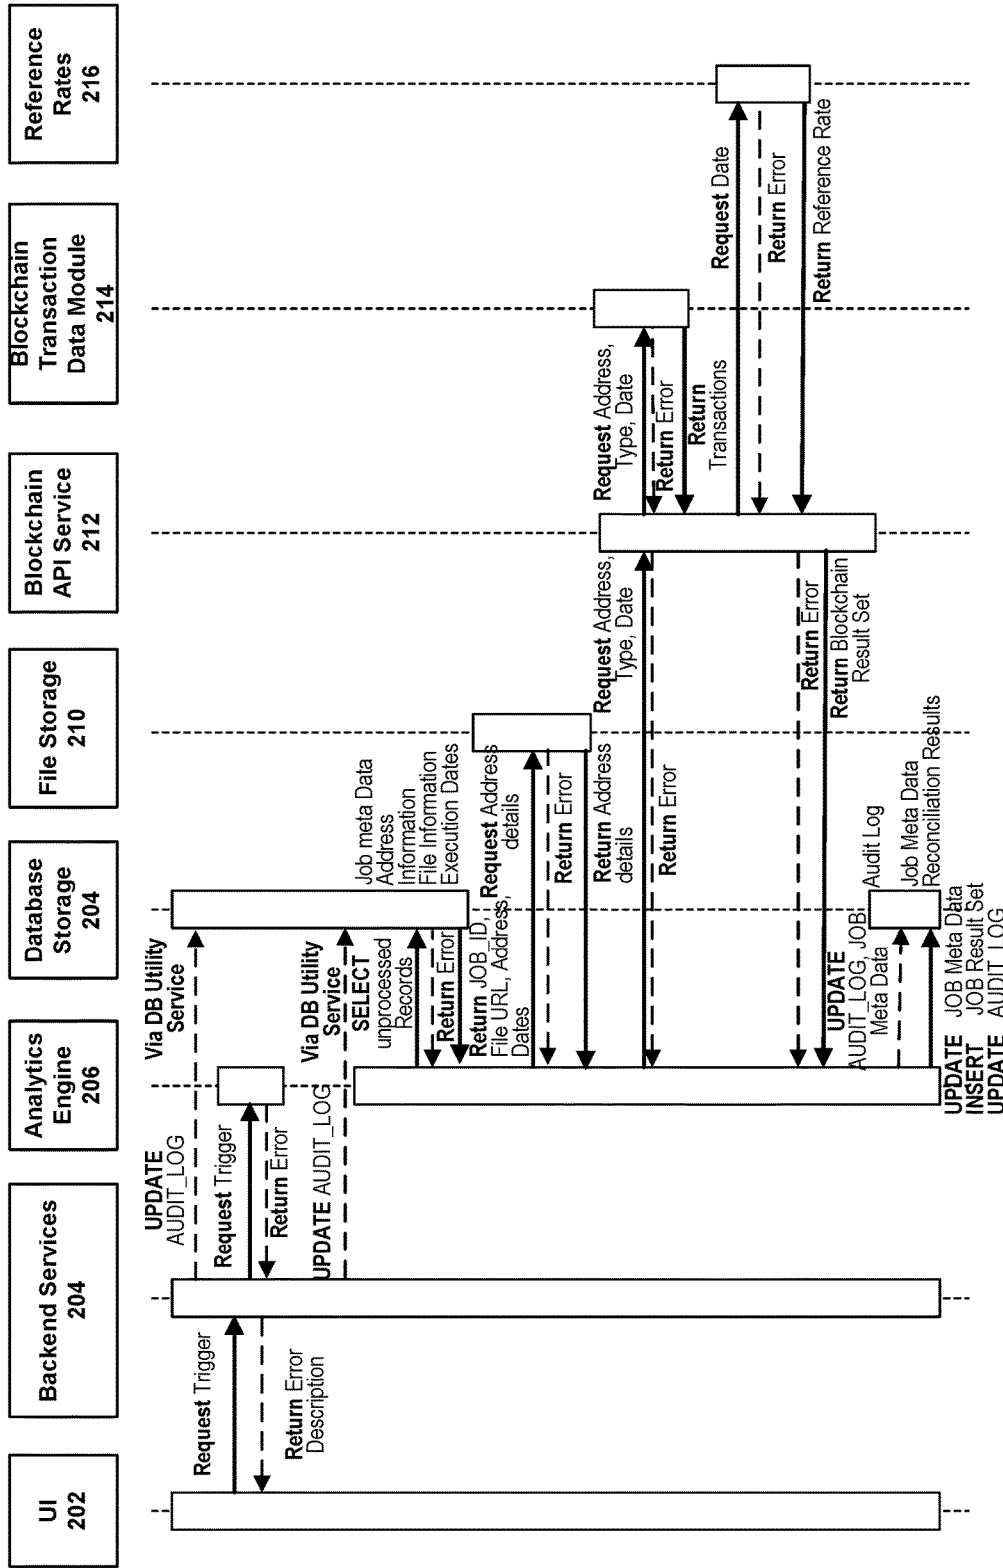 UI
202
Backend Services
204
Analytics
Engine
206
Database
Storage
204
File Storage
210
Blockchain
API Service
212
Blockchain
Transaction
Data Module
214
Reference
Rates
216
UPDATE
AUDIT_LOG
Via DB Utility
Service
Request Trigger
Return Error
Description
Request Trigger
Return Error
UPDATE AUDIT_LOG
Via DB Utility
Service
SELECT
unprocessed
Records
Job meta Data
Address
Information
File Information
Execution Dates
Return Error
Return JOB_ID,
File URL, Address,
Dates
Request Address
details
Return Error
Return Address
details
Request Address,
Type, Date
Return Error
Request Address,
Type, Date
Return Error
Return
Transactions
Request Date
Return Error
Return Reference Rate
Return Error
Return Blockchain
Result Set
UPDATE
AUDIT_LOG, JOB
Meta Data
Audit Log
Job Meta Data
Reconciliation Results
UPDATE JOB Meta Data
INSERT JOB Result Set
UPDATE AUDIT_LOG